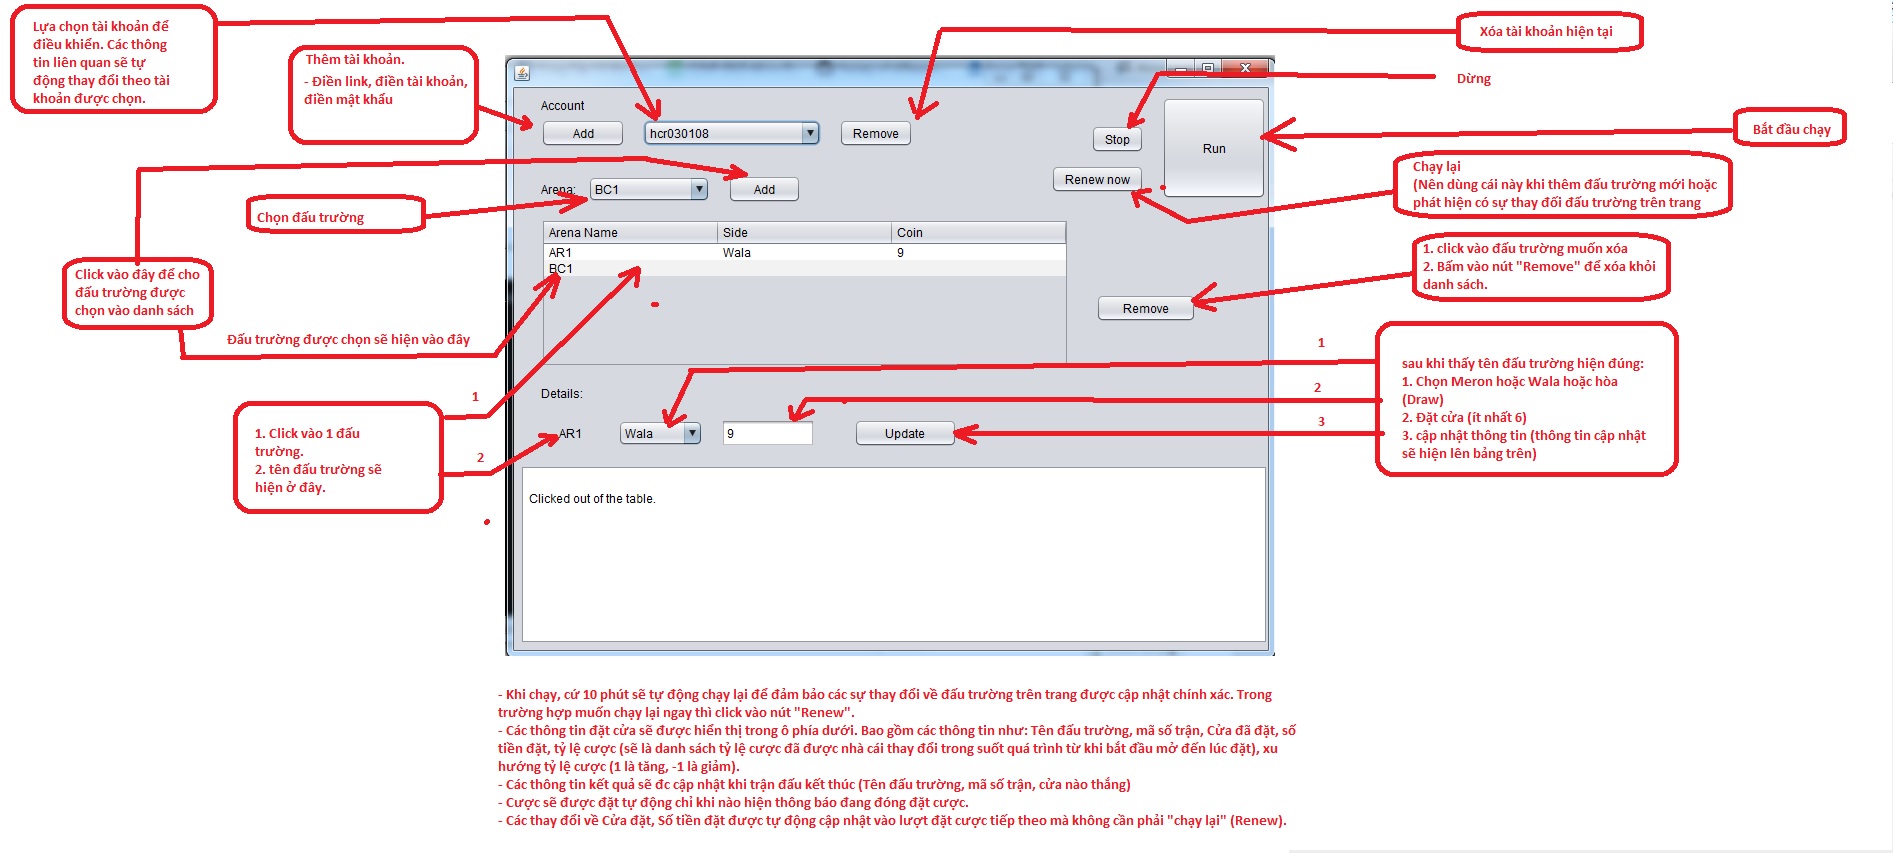 Lựa chọn tài khoản để
điều khiển. Các thông
tin liên quan sẽ tự
động thay đổi theo tài
khoản được chọn.
Thêm tài khoản.
- Điền link, điền tài khoản,
điền mật khẩu
Xóa tài khoản hiện tại
Dừng
Bắt đầu chạy
Account
Add
hcr030108
Remove
Stop
Run
Renew now
Arena:
BC1
Add
Chọn đấu trường
Chạy lại
(Nên dùng cái này khi thêm đấu trường mới hoặc
phát hiện có sự thay đối đấu trường trên trang
Arena Name
Side
Coin
AR1
Wala
9
BC1
1. click vào đấu trường muốn xóa
2. Bấm vào nút "Remove" để xóa khỏi
danh sách.
Click vào đây để cho
đấu trường được
chọn vào danh sách
Remove
Đấu trường được chọn sẽ hiện vào đây
1
sau khi thấy tên đấu trường hiện đúng:
1. Chọn Meron hoặc Wala hoặc hòa
(Draw)
2. Đặt cửa (ít nhất 6)
3. cập nhật thông tin (thông tin cập nhật
sẽ hiện lên bảng trên)
2
3
Details:
1
1. Click vào 1 đấu
trường.
2. tên đấu trường sẽ
hiện ở đây.
2
AR1
Wala
9
Update
Clicked out of the table.
- Khi chạy, cứ 10 phút sẽ tự động chạy lại để đảm bảo các sự thay đổi về đấu trường trên trang được cập nhật chính xác. Trong
trường hợp muốn chạy lại ngay thì click vào nút "Renew".
- Các thông tin đặt cửa sẽ được hiển thị trong ô phía dưới. Bao gồm các thông tin như: Tên đấu trường, mã số trận, Cửa đã đặt, số
tiền đặt, tỷ lệ cược (sẽ là danh sách tỷ lệ cược đã được nhà cái thay đổi trong suốt quá trình từ khi bắt đầu mở đến lúc đặt), xu
hướng tỷ lệ cược (1 là tăng, -1 là giảm).
- Các thông tin kết quả sẽ đc cập nhật khi trận đấu kết thúc (Tên đấu trường, mã số trận, cửa nào thắng)
- Cược sẽ được đặt tự động chỉ khi nào hiện thông báo đang đóng đặt cược.
- Các thay đổi về Cửa đặt, Số tiền đặt được tự động cập nhật vào lượt đặt cược tiếp theo mà không cần phải "chạy lại" (Renew).